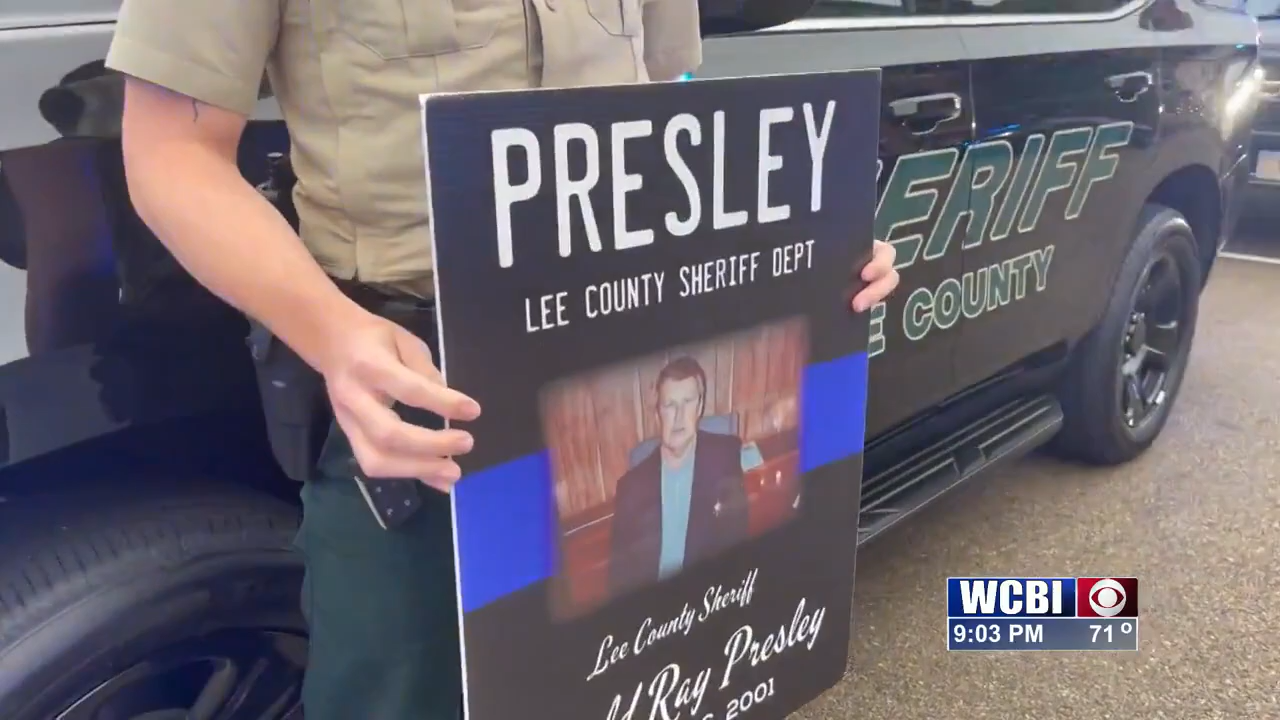 PRESLEY
LEE COUNTY SHERIFF DEPT
Lee County Sheriff
Ray Presley
2001
ERIFF
E COUNTY
WCBI
9:03 PM 71°